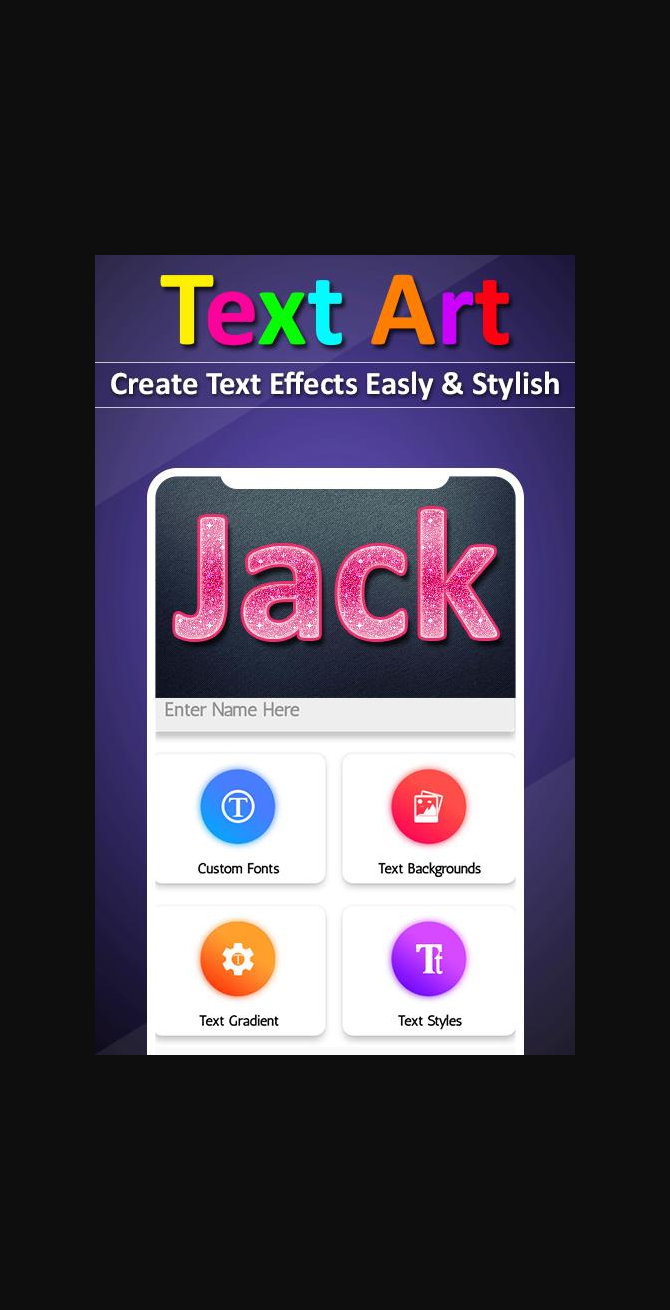 Text Art
Create Text Effects Easly & Stylish
Jack
Enter Name Here
Custom Fonts
Text Backgrounds
Text Gradient
Text Styles